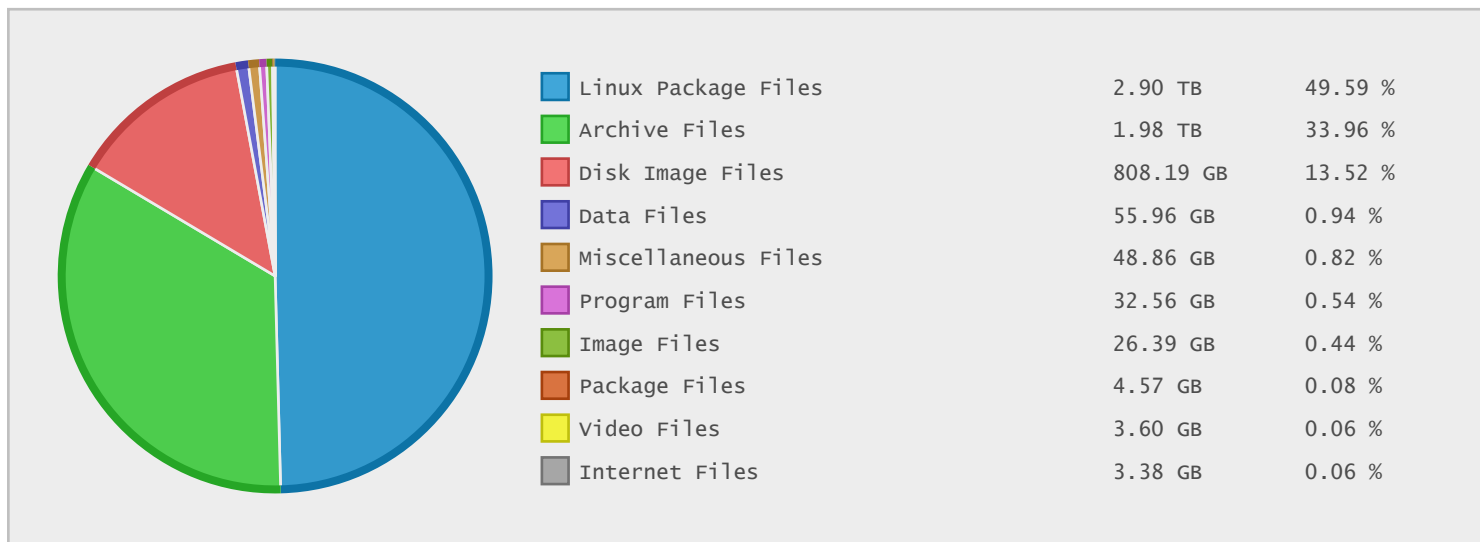 Linux Package Files 2.90 TB 49.59 %
Archive Files 1.98 TB 33.96 %
Disk Image Files 808.19 GB 13.52 %
Data Files 55.96 GB 0.94 %
Miscellaneous Files 48.86 GB 0.82 %
Program Files 32.56 GB 0.54 %
Image Files 26.39 GB 0.44 %
Package Files 4.57 GB 0.08 %
Video Files 3.60 GB 0.06 %
Internet Files 3.38 GB 0.06 %